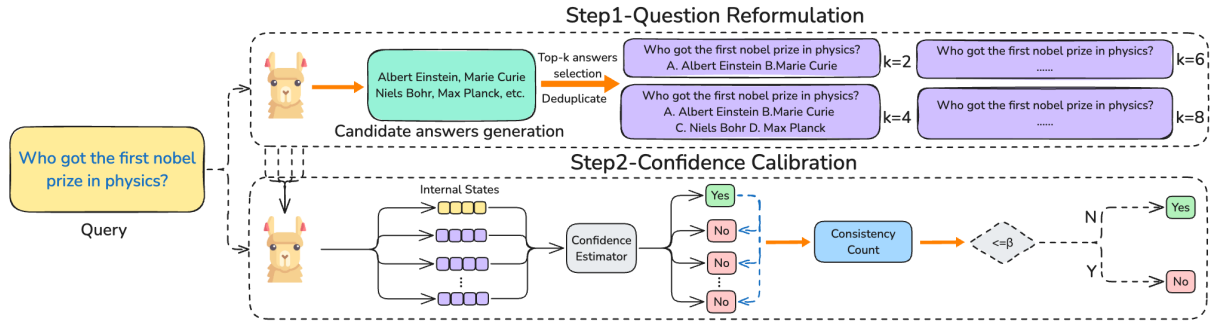 Step1-Question Reformulation
Albert Einstein, Marie Curie
Niels Bohr, Max Planck, etc.
Candidate answers generation
Top-k answers
selection
Deduplicate
Who got the first nobel prize in physics?
A. Albert Einstein B.Marie Curie
k=2
Who got the first nobel prize in physics?
......
k=6
Who got the first nobel prize in physics?
A. Albert Einstein B.Marie Curie
C. Niels Bohr D. Max Planck
k=4
Who got the first nobel prize in physics?
......
k=8
Who got the first nobel
prize in physics?
Query
Step2-Confidence Calibration
Internal States
Confidence
Estimator
Yes
No
No
No
Consistency
Count
<=β
N
Y
Yes
No